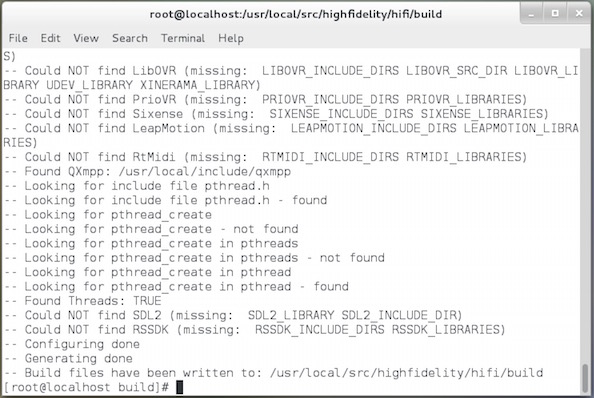 root@localhost:/usr/local/src/highfidelity/hifi/build
File Edit View Search Terminal Help
S)
-- Could NOT find LibOVR (missing:  LIBOVR_INCLUDE_DIRS LIBOVR_SRC_DIR LIBOVR_LI
BRARY UDEV_LIBRARY XINERAMA_LIBRARY)
-- Could NOT find PrioVR (missing:  PRIOVR_INCLUDE_DIRS PRIOVR_LIBRARIES)
-- Could NOT find Sixense (missing:  SIXENSE_INCLUDE_DIRS SIXENSE_LIBRARIES)
-- Could NOT find LeapMotion (missing:  LEAPMOTION_INCLUDE_DIRS LEAPMOTION_LIBRA
RIES)
-- Could NOT find RtMidi (missing:  RTMIDI_INCLUDE_DIRS RTMIDI_LIBRARIES)
-- Found QXmpp: /usr/local/include/qxmpp
-- Looking for include file pthread.h
-- Looking for include file pthread.h - found
-- Looking for pthread_create
-- Looking for pthread_create - not found
-- Looking for pthread_create in pthreads
-- Looking for pthread_create in pthreads - not found
-- Looking for pthread_create in pthread
-- Looking for pthread_create in pthread - found
-- Found Threads: TRUE
-- Could NOT find SDL2 (missing:  SDL2_LIBRARY SDL2_INCLUDE_DIR)
-- Could NOT find RSSDK (missing:  RSSDK_INCLUDE_DIRS RSSDK_LIBRARIES)
-- Configuring done
-- Generating done
-- Build files have been written to: /usr/local/src/highfidelity/hifi/build
[root@localhost build]#